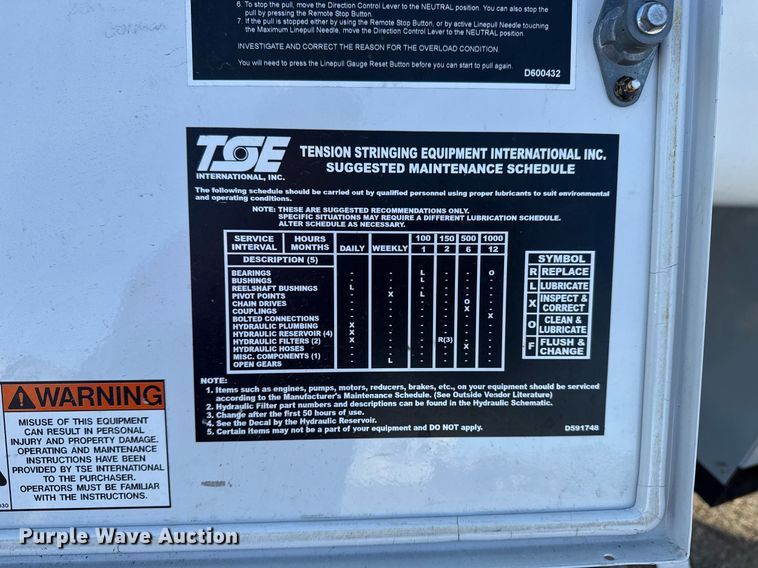 6. To stop the pull, move the Direction Control Lever to the NEUTRAL position. You can also stop the
pull by pressing the Remote Stop Button.
7. If the pull is stopped either by using the Remote Stop Button, or by active Linepull Needle touching
the Maximum Linepull Needle, move the Direction Control Lever to the NEUTRAL position.
INVESTIGATE AND CORRECT THE REASON FOR THE OVERLOAD CONDITION.
You will need to press the Linepull Gauge Reset Button before you can start to pull again.
D600432
TSE
INTERNATIONAL, INC.
TENSION STRINGING EQUIPMENT INTERNATIONAL INC.
SUGGESTED MAINTENANCE SCHEDULE
The following schedule should be carried out by qualified personnel using proper lubricants to suit environmental
and operating conditions.
NOTE: THESE ARE SUGGESTED RECOMMENDATIONS ONLY.
SPECIFIC SITUATIONS MAY REQUIRE A DIFFERENT LUBRICATION SCHEDULE.
ALTER SCHEDULE AS NECESSARY.
SERVICE INTERVAL HOURS MONTHS DAILY WEEKLY 100 1 150 2 500 6 1000 12
DESCRIPTION (5)
BEARINGS - - L - - O
BUSHINGS - - L - - -
REELSHAFT BUSHINGS L - - - - -
PIVOT POINTS - X L - - -
CHAIN DRIVES - - - - O -
COUPLINGS - - - - X -
BOLTED CONNECTIONS - - - - - X
HYDRAULIC PLUMBING X - - - - -
HYDRAULIC RESERVOIR (4) X - - - - -
HYDRAULIC FILTERS (2) X - - R(3) - -
HYDRAULIC HOSES - - - - X -
MISC. COMPONENTS (1) - - - - - -
OPEN GEARS - L - - - -
SYMBOL
R REPLACE
L LUBRICATE
X INSPECT & CORRECT
O CLEAN & LUBRICATE
F FLUSH & CHANGE
NOTE:
1. Items such as engines, pumps, motors, reducers, brakes, etc., on your equipment should be serviced
according to the Manufacturer's Maintenance Schedule. (See Outside Vendor Literature)
2. Hydraulic Filter part numbers and descriptions can be found in the Hydraulic Schematic.
3. Change after the first 50 hours of use.
4. See the Decal by the Hydraulic Reservoir.
5. Certain items may not be a part of your equipment and DO NOT apply.
D591748
WARNING
MISUSE OF THIS EQUIPMENT
CAN RESULT IN PERSONAL
INJURY AND PROPERTY DAMAGE.
OPERATING AND MAINTENANCE
INSTRUCTIONS HAVE BEEN
PROVIDED BY TSE INTERNATIONAL
TO THE PURCHASER.
OPERATORS MUST BE FAMILIAR
WITH THE INSTRUCTIONS.
Purple Wave Auction